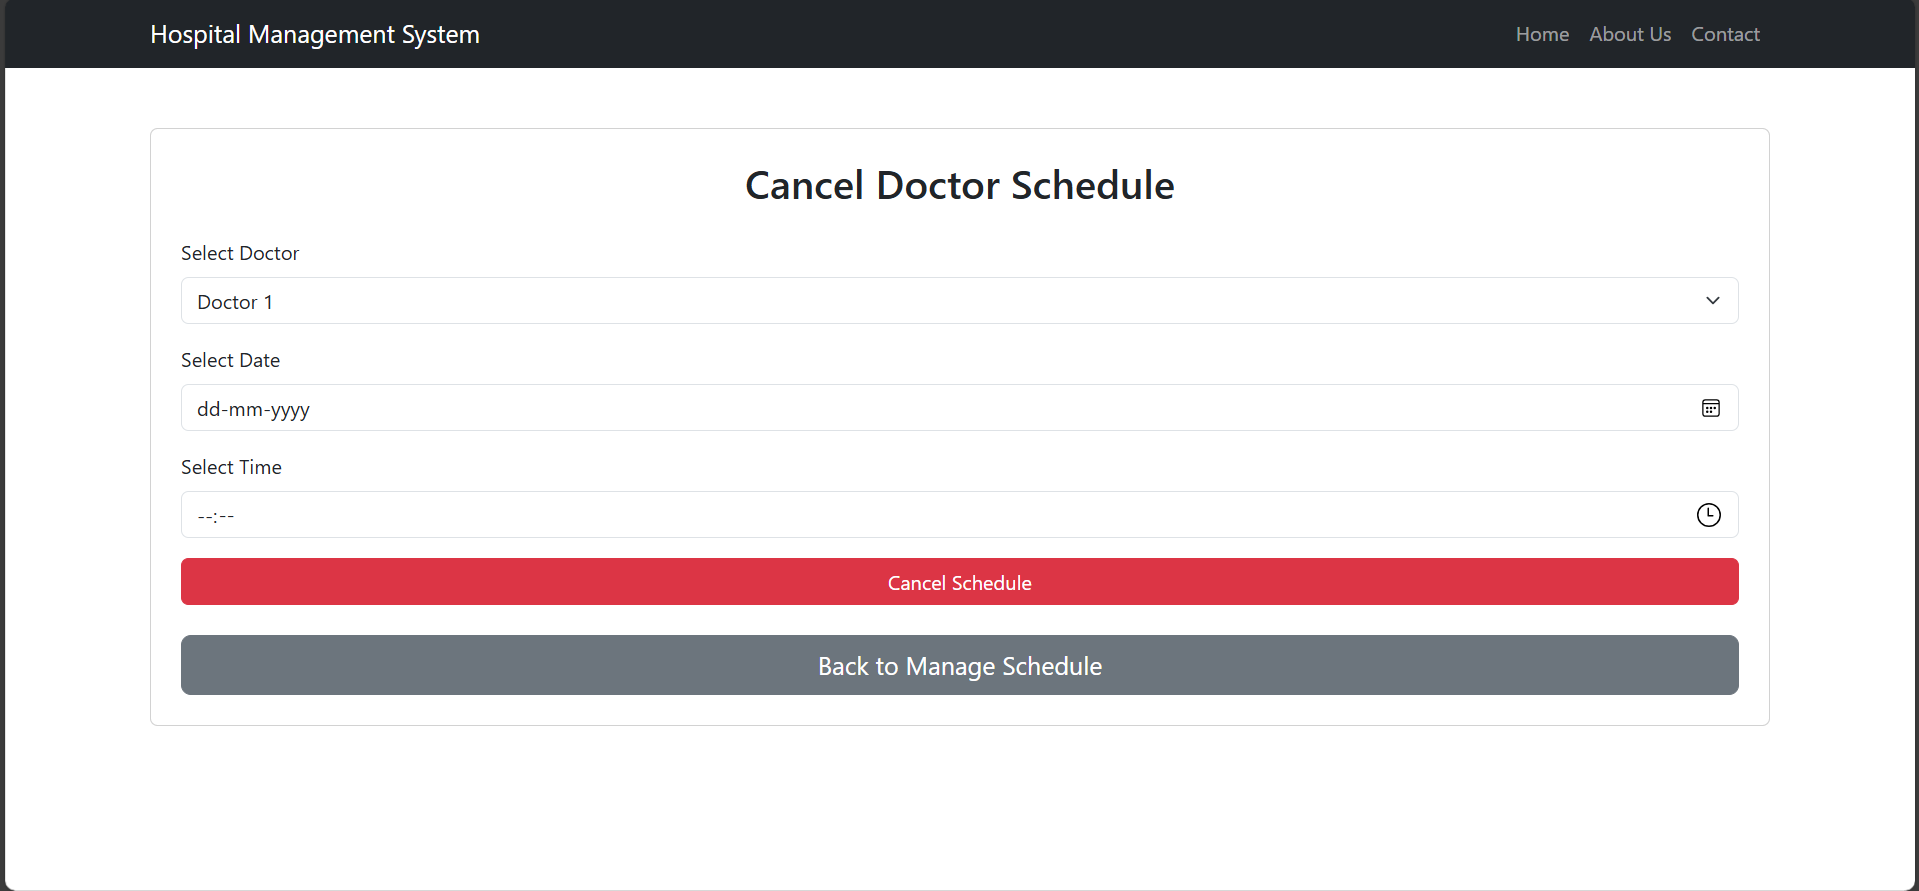 Hospital Management System
Home About Us Contact
Cancel Doctor Schedule
Select Doctor
Doctor 1
Select Date
dd-mm-yyyy
Select Time
--:--
Cancel Schedule
Back to Manage Schedule